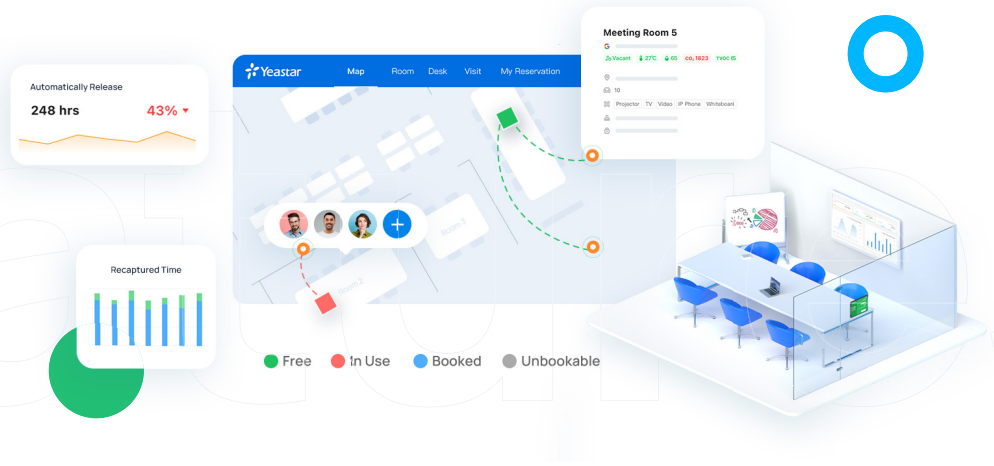 Meeting Room 5
Vacant 27℃ 65 CO₂ 1823 TVOC 65
10
Projector TV Video IP Phone Whiteboard
Yeastar Map Room Desk Visit My Reservation
Automatically Release
248 hrs 43%
Room 3
Room 2
Recaptured Time
Free In Use Booked Unbookable